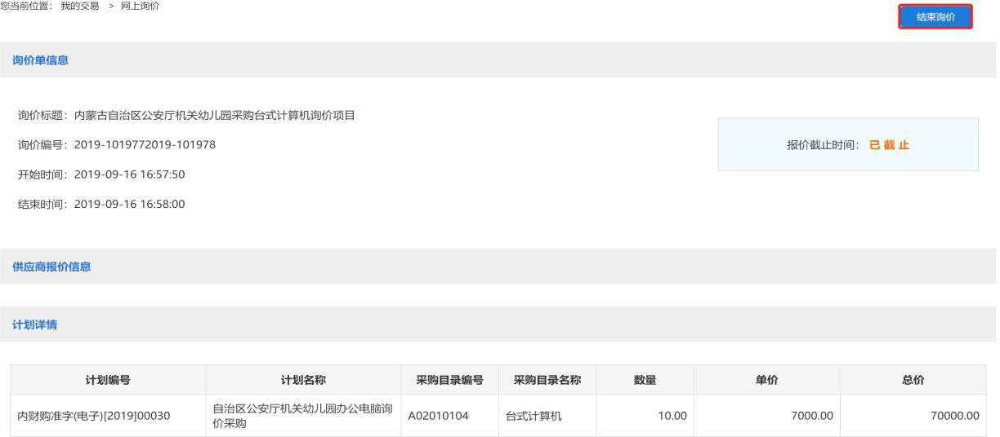 您当前位置： 我的交易 > 网上询价
结束询价
询价单信息
询价标题：内蒙古自治区公安厅机关幼儿园采购台式计算机询价项目
询价编号：2019-1019772019-101978
报价截止时间： 已 截 止
开始时间：2019-09-16 16:57:50
结束时间：2019-09-16 16:58:00
供应商报价信息
计划详情
计划编号 计划名称 采购目录编号 采购目录名称 数量 单价 总价
内财购准字(电子)[2019]00030 自治区公安厅机关幼儿园办公电脑询 A02010104 台式计算机 10.00 7000.00 70000.00
价采购